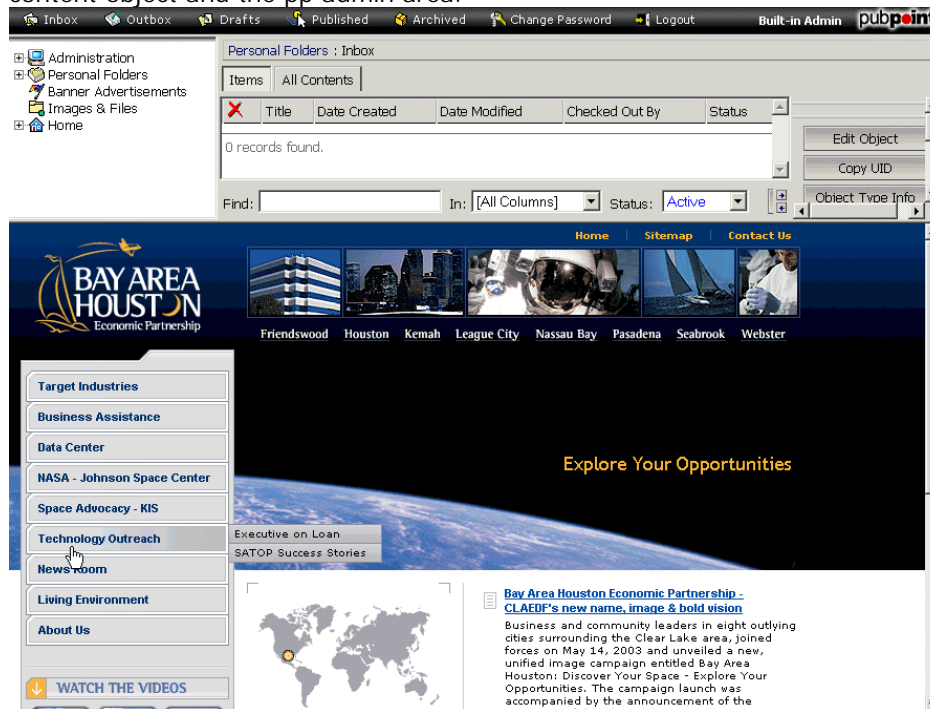 content object and the pp admin area.
Inbox Outbox Drafts Published Archived Change Password Logout Built-in Admin pubpoint
Administration
Personal Folders
Banner Advertisements
Images & Files
Home
Personal Folders : Inbox
Items All Contents
Title Date Created Date Modified Checked Out By Status
0 records found.
Find: In: [All Columns] Status: Active
Edit Object
Copy UID
Object Type Info
Home | Sitemap | Contact Us
BAY AREA
HOUSTON
Economic Partnership
Friendswood Houston Kemah League City Nassau Bay Pasadena Seabrook Webster
Target Industries
Business Assistance
Data Center
NASA - Johnson Space Center
Space Advocacy - KIS
Technology Outreach
News Room
Living Environment
About Us
Executive on Loan
SATOP Success Stories
Explore Your Opportunities
WATCH THE VIDEOS
Bay Area Houston Economic Partnership -
CLAEDF's new name, image & bold vision
Business and community leaders in eight outlying
cities surrounding the Clear Lake area, joined
forces on May 14, 2003 and unveiled a new,
unified image campaign entitled Bay Area
Houston: Discover Your Space - Explore Your
Opportunities. The campaign launch was
accompanied by the announcement of the